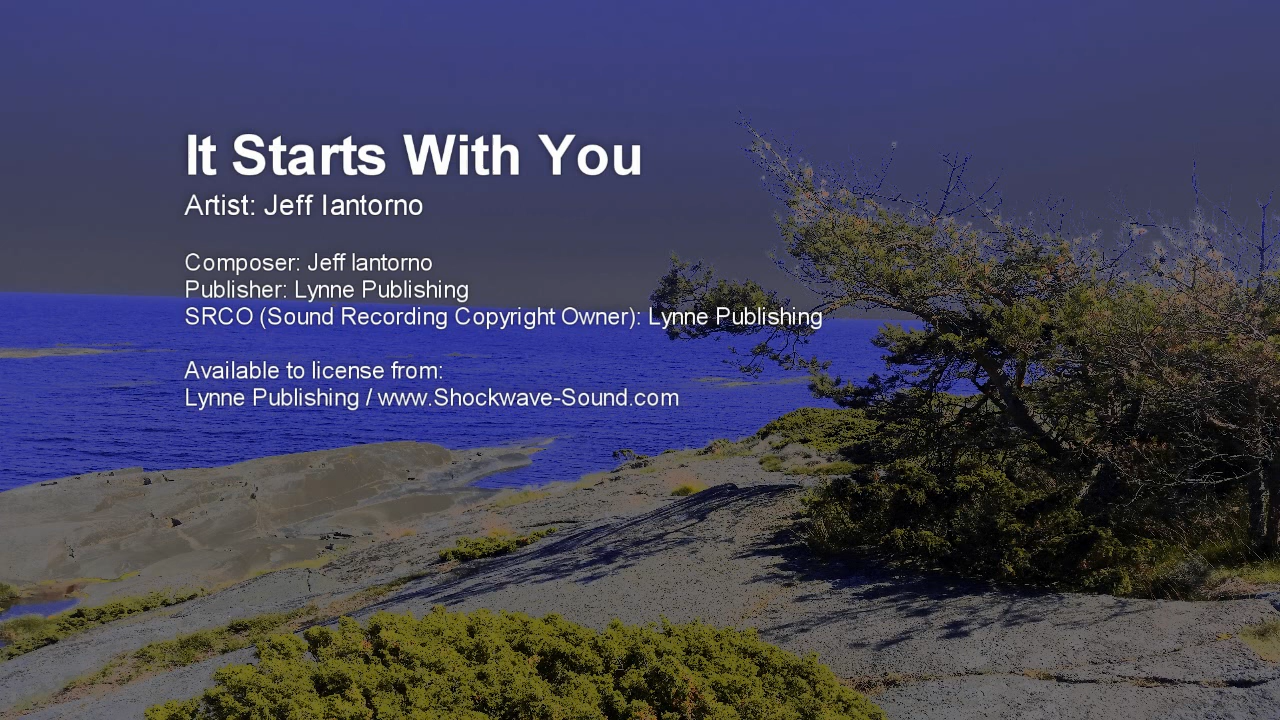 It Starts With You
Artist: Jeff Iantorno
Composer: Jeff Iantorno
Publisher: Lynne Publishing
SRCO (Sound Recording Copyright Owner): Lynne Publishing
Available to license from:
Lynne Publishing / www.Shockwave-Sound.com